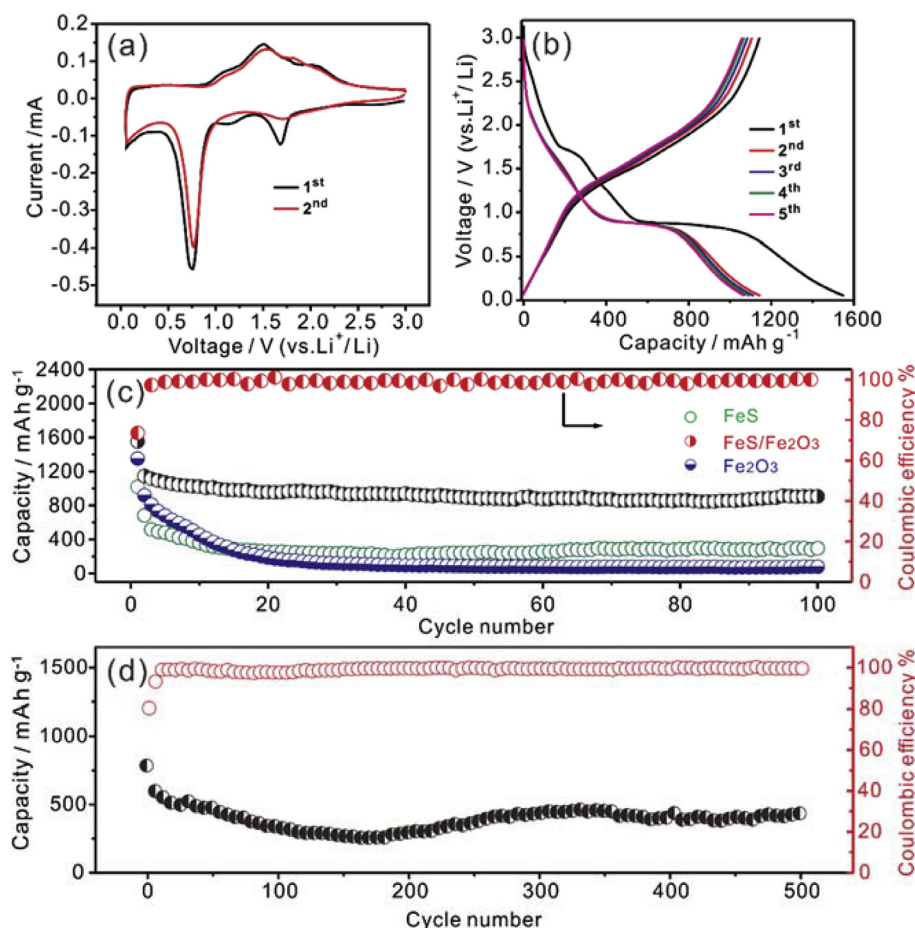 (a)
Current /mA
0.2
0.1
0.0
-0.1
-0.2
-0.3
-0.4
-0.5
1st
2nd
0.0 0.5 1.0 1.5 2.0 2.5 3.0
Voltage / V (vs.Li+/Li)
(b)
Voltage / V (vs.Li+/ Li)
3.0
2.5
2.0
1.5
1.0
0.5
0.0
1st
2nd
3rd
4th
5th
0 400 800 1200 1600
Capacity / mAh g-1
(c)
Capacity / mAh g-1
2400
2000
1600
1200
800
400
0
FeS
FeS/Fe2O3
Fe2O3
100
80
60
40
20
0
Coulombic efficiency %
0 20 40 60 80 100
Cycle number
(d)
Capacity / mAh g-1
1500
1000
500
0
100
80
60
40
20
0
Coulombic efficiency %
0 100 200 300 400 500
Cycle number